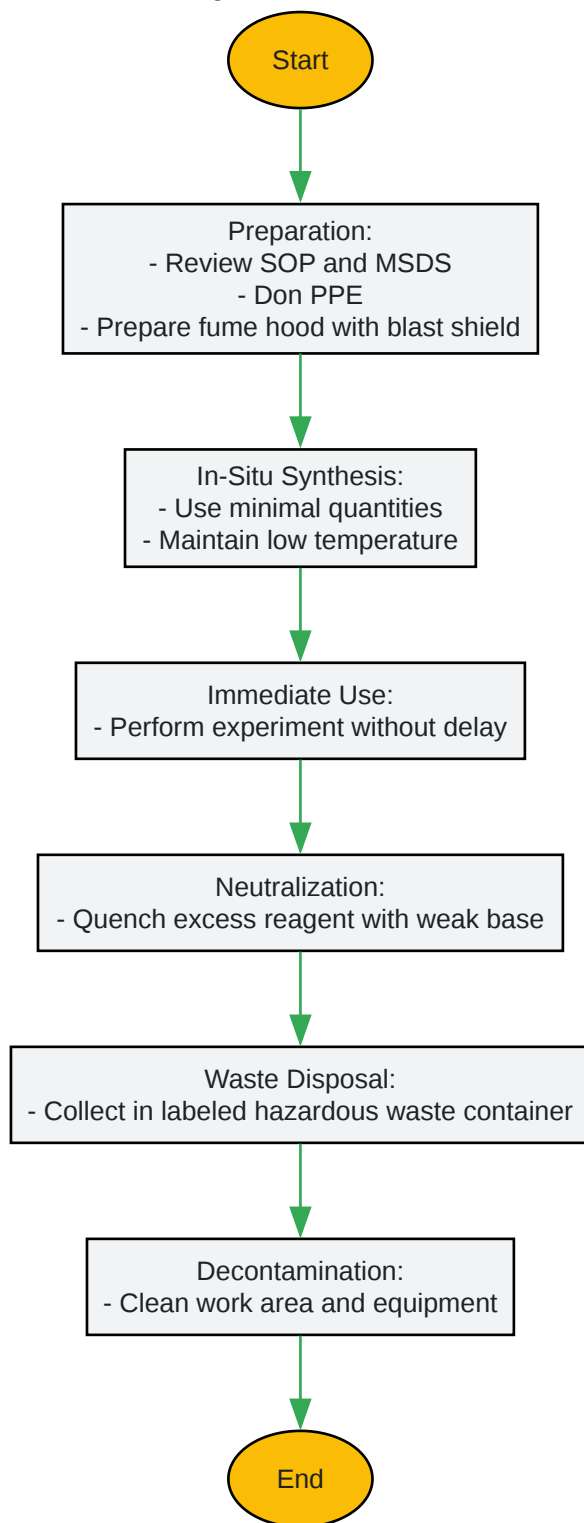 Start
Preparation:
- Review SOP and MSDS
- Don PPE
- Prepare fume hood with blast shield
In-Situ Synthesis:
- Use minimal quantities
- Maintain low temperature
Immediate Use:
- Perform experiment without delay
Neutralization:
- Quench excess reagent with weak base
Waste Disposal:
- Collect in labeled hazardous waste container
Decontamination:
- Clean work area and equipment
End